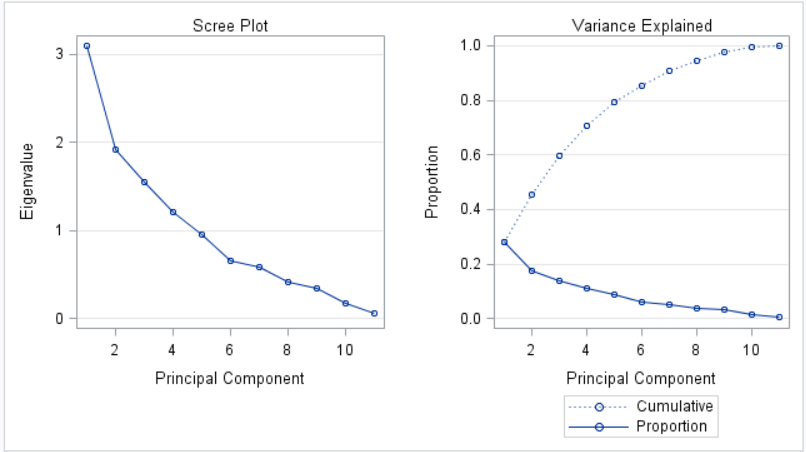 Scree Plot
3
2
1
0
Eigenvalue
2 4 6 8 10
Principal Component
Variance Explained
1.0
0.8
0.6
0.4
0.2
0.0
Proportion
2 4 6 8 10
Principal Component
Cumulative
Proportion